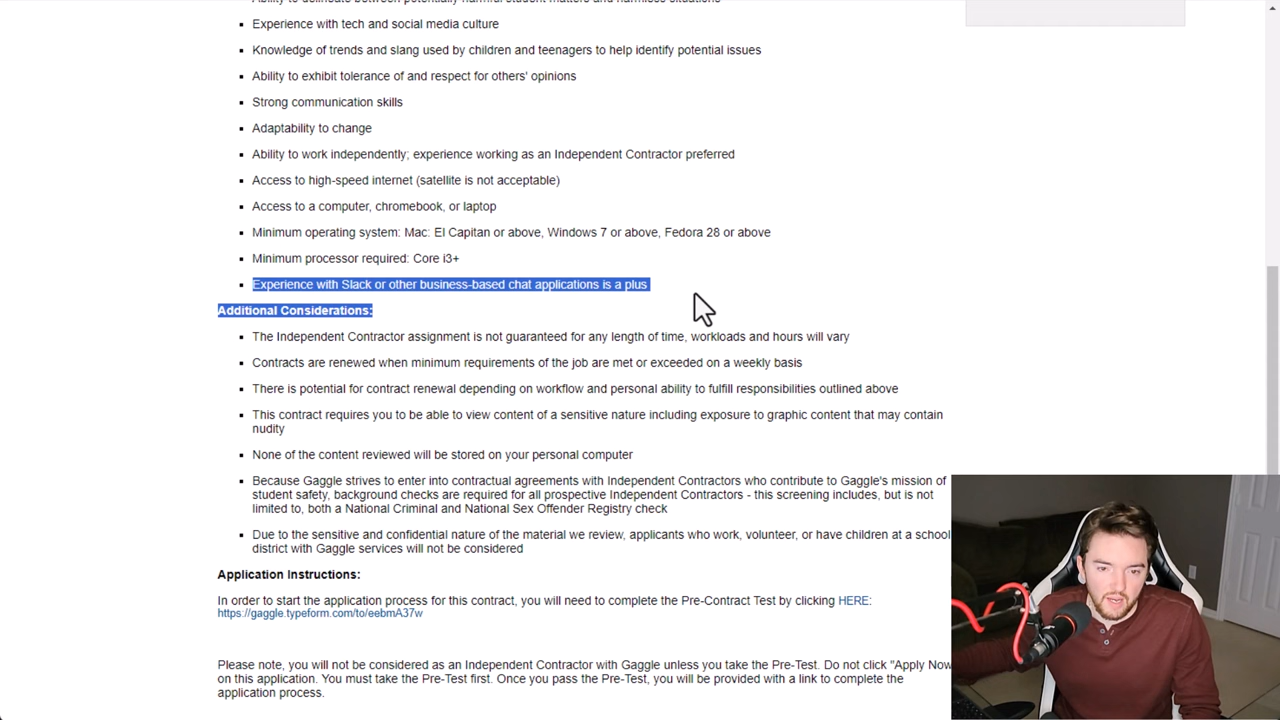 Ability to delineate between potentially harmful student matters and harmless situations
Experience with tech and social media culture
Knowledge of trends and slang used by children and teenagers to help identify potential issues
Ability to exhibit tolerance of and respect for others' opinions
Strong communication skills
Adaptability to change
Ability to work independently; experience working as an Independent Contractor preferred
Access to high-speed internet (satellite is not acceptable)
Access to a computer, chromebook, or laptop
Minimum operating system: Mac: El Capitan or above, Windows 7 or above, Fedora 28 or above
Minimum processor required: Core i3+
Experience with Slack or other business-based chat applications is a plus
Additional Considerations:
The Independent Contractor assignment is not guaranteed for any length of time, workloads and hours will vary
Contracts are renewed when minimum requirements of the job are met or exceeded on a weekly basis
There is potential for contract renewal depending on workflow and personal ability to fulfill responsibilities outlined above
This contract requires you to be able to view content of a sensitive nature including exposure to graphic content that may contain
nudity
None of the content reviewed will be stored on your personal computer
Because Gaggle strives to enter into contractual agreements with Independent Contractors who contribute to Gaggle's mission of
student safety, background checks are required for all prospective Independent Contractors - this screening includes, but is not
limited to, both a National Criminal and National Sex Offender Registry check
Due to the sensitive and confidential nature of the material we review, applicants who work, volunteer, or have children at a school
district with Gaggle services will not be considered
Application Instructions:
In order to start the application process for this contract, you will need to complete the Pre-Contract Test by clicking HERE:
https://gaggle.typeform.com/to/eebmA37w
Please note, you will not be considered as an Independent Contractor with Gaggle unless you take the Pre-Test. Do not click "Apply Now
on this application. You must take the Pre-Test first. Once you pass the Pre-Test, you will be provided with a link to complete the
application process.